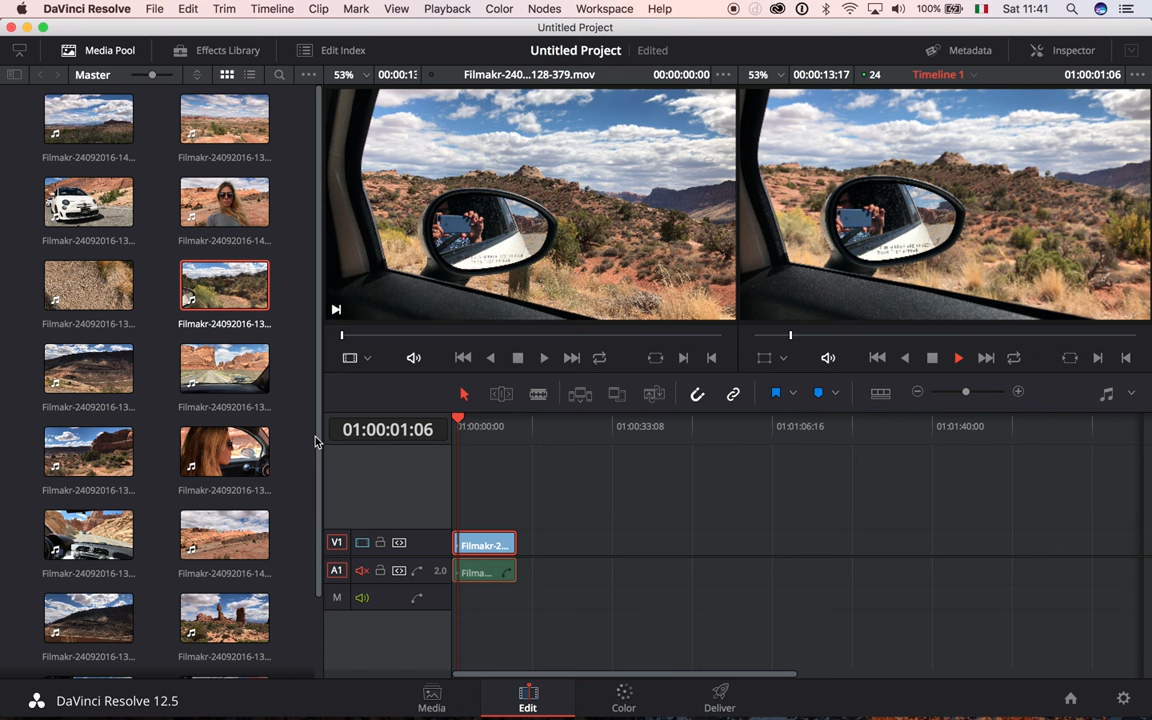 DaVinci Resolve File Edit Trim Timeline Clip Mark View Playback Color Nodes Workspace Help 100% Sat 11:41
Untitled Project
Media Pool Effects Library Edit Index Untitled Project Edited Metadata Inspector
Master 53% 00:00:13 Filmakr-240...128-379.mov 00:00:00:00 53% 00:00:13:17 24 Timeline 1 01:00:01:06
Filmakr-24092016-14... Filmakr-24092016-13...
Filmakr-24092016-13... Filmakr-24092016-14...
Filmakr-24092016-13... Filmakr-24092016-13...
Filmakr-24092016-13... Filmakr-24092016-14...
Filmakr-24092016-13... Filmakr-24092016-14...
Filmakr-24092016-13... Filmakr-24092016-14...
Filmakr-24092016-13... Filmakr-24092016-13...
01:00:01:06 01:00:00:00 01:00:33:08 01:01:06:16 01:01:40:00
V1 Filmakr-2...
A1 2.0 Filma...
M
DaVinci Resolve 12.5 Media Edit Color Deliver